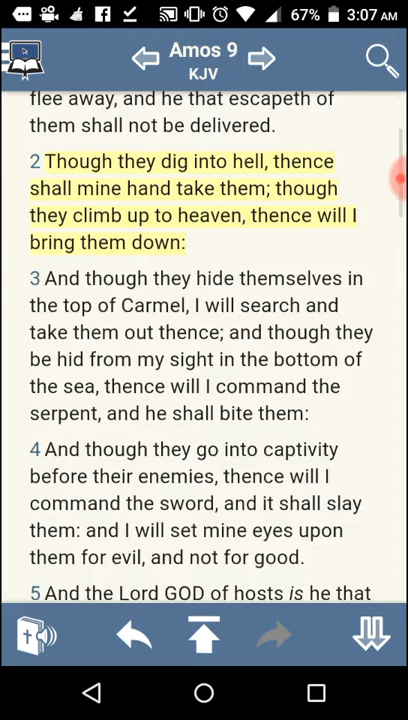 67% 3:07 AM
Amos 9
KJV
flee away, and he that escapeth of
them shall not be delivered.
2 Though they dig into hell, thence
shall mine hand take them; though
they climb up to heaven, thence will I
bring them down:
3 And though they hide themselves in
the top of Carmel, I will search and
take them out thence; and though they
be hid from my sight in the bottom of
the sea, thence will I command the
serpent, and he shall bite them:
4 And though they go into captivity
before their enemies, thence will I
command the sword, and it shall slay
them: and I will set mine eyes upon
them for evil, and not for good.
5 And the Lord GOD of hosts is he that